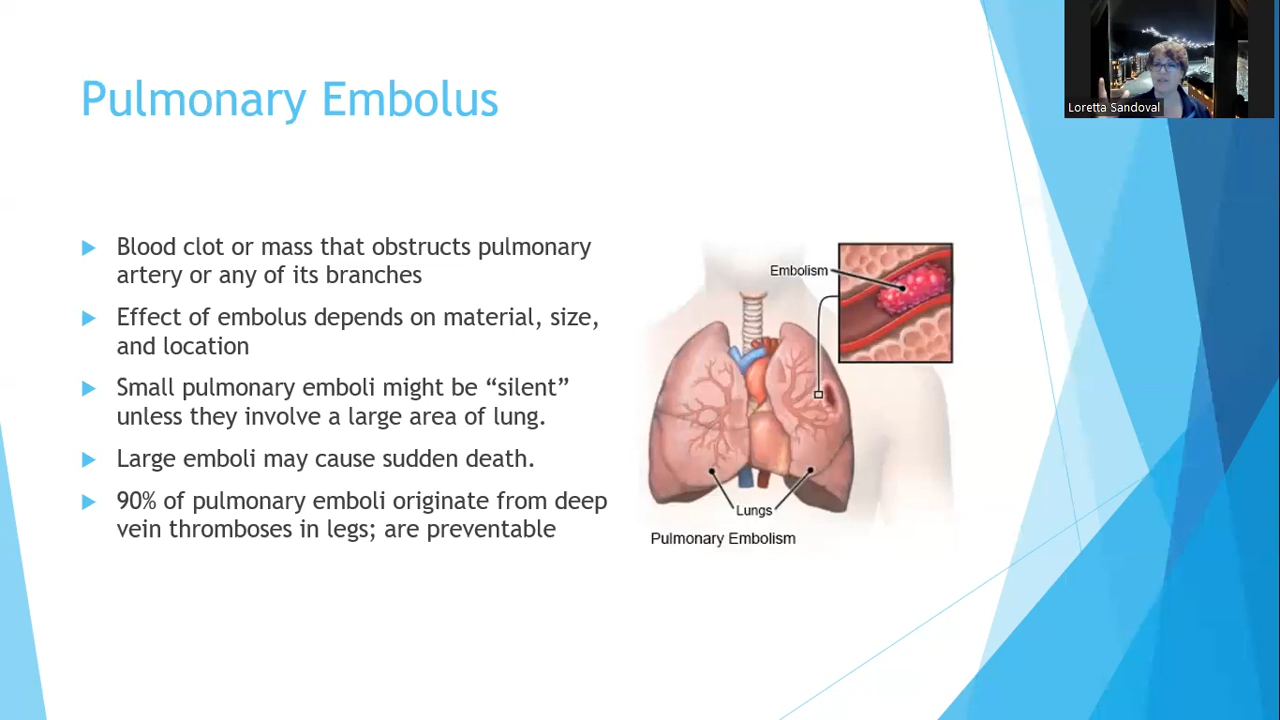 Pulmonary Embolus
Loretta Sandoval
Blood clot or mass that obstructs pulmonary
artery or any of its branches
Effect of embolus depends on material, size,
and location
Small pulmonary emboli might be “silent”
unless they involve a large area of lung.
Large emboli may cause sudden death.
90% of pulmonary emboli originate from deep
vein thromboses in legs; are preventable
Embolism
Lungs
Pulmonary Embolism